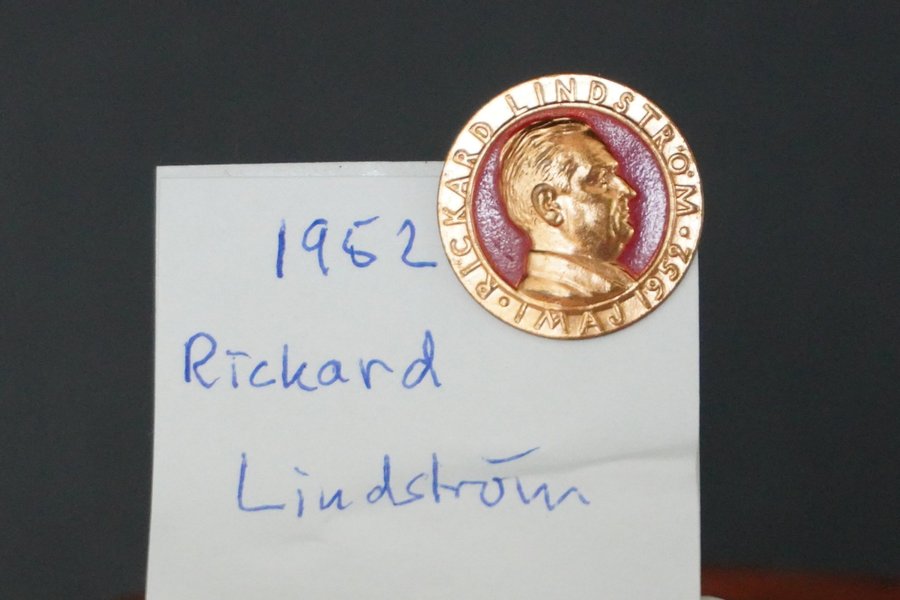 RICKARD LINDSTRÖM · 1 MAJ 1952 ·
1952
Rickard
Lindström